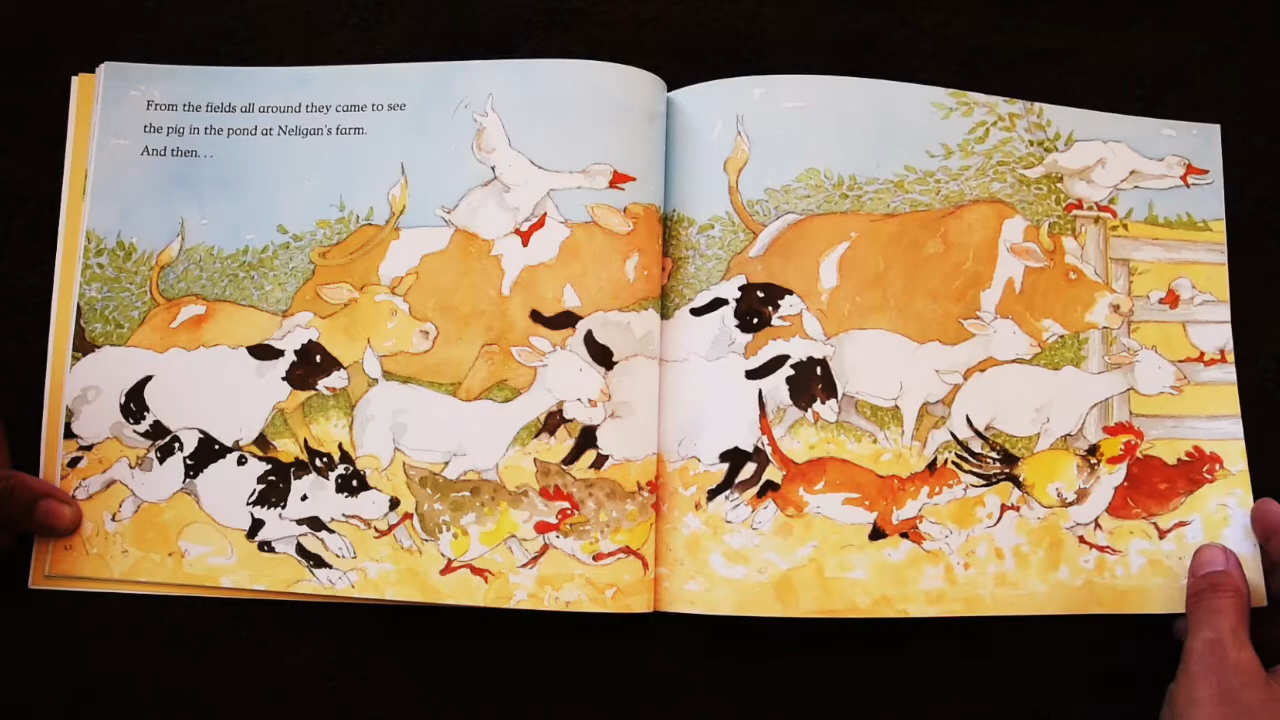 From the fields all around they came to see
the pig in the pond at Neligan's farm.
And then. . .